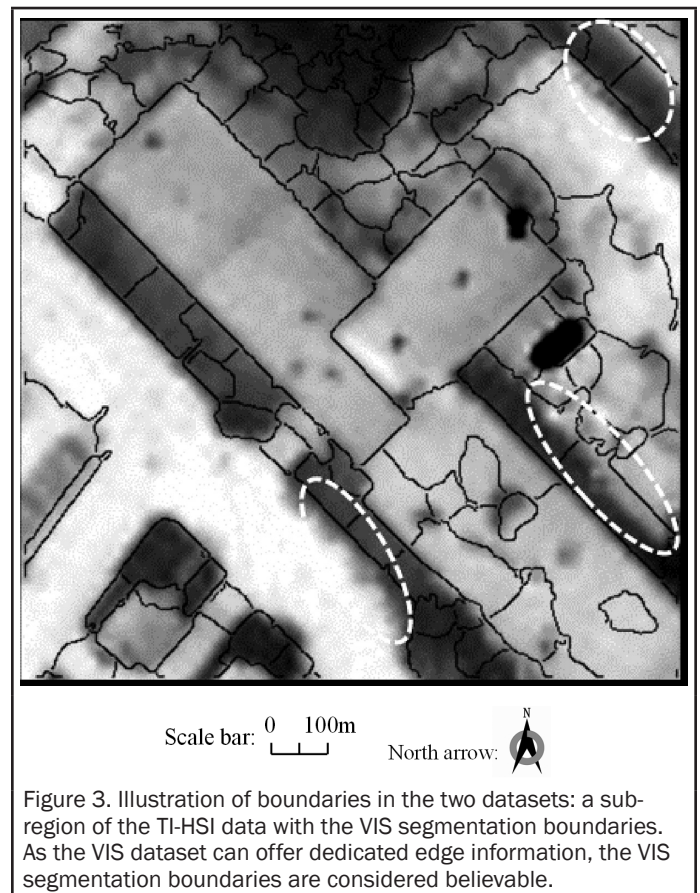 N
Scale bar: 0 100m
North arrow:
Figure 3. Illustration of boundaries in the two datasets: a sub-
region of the TI-HSI data with the VIS segmentation boundaries.
As the VIS dataset can offer dedicated edge information, the VIS
segmentation boundaries are considered believable.